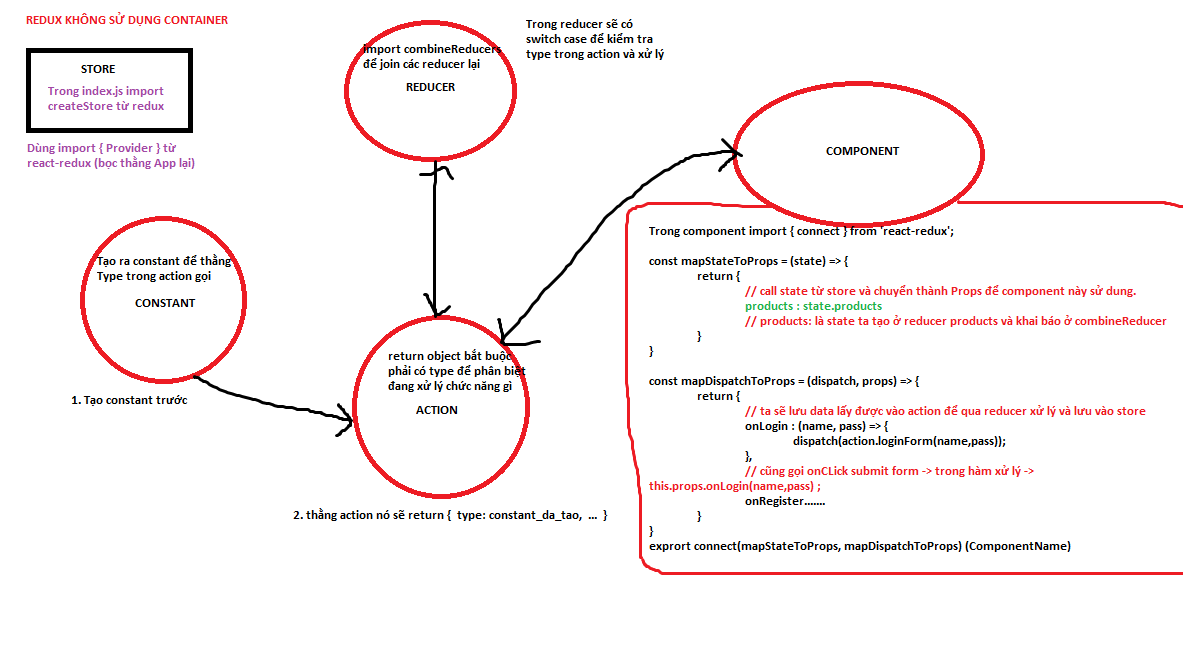 REDUX KHÔNG SỬ DỤNG CONTAINER
STORE
Trong index.js import
createStore từ redux
Dùng import { Provider } từ
react-redux (bọc thằng App lại)
import combineReducers
để join các reducer lại
REDUCER
Trong reducer sẽ có
switch case để kiểm tra
type trong action và xử lý
COMPONENT
Tạo ra constant để thằng
Type trong action gọi
CONSTANT
1. Tạo constant trước
return object bắt buộc
phải có type để phân biệt
đang xử lý chức năng gì
ACTION
2. thằng action nó sẽ return { type: constant_da_tao, ... }
Trong component import { connect } from 'react-redux';
const mapStateToProps = (state) => {
return {
// call state từ store và chuyển thành Props để component này sử dung.
products : state.products
// products: là state ta tạo ở reducer products và khai báo ở combineReducer
}
}
const mapDispatchToProps = (dispatch, props) => {
return {
// ta sẽ lưu data lấy được vào action để qua reducer xử lý và lưu vào store
onLogin : (name, pass) => {
dispatch(action.loginForm(name,pass));
},
// cũng gọi onCLick submit form -> trong hàm xử lý ->
this.props.onLogin(name,pass) ;
onRegister.......
}
}
exprort connect(mapStateToProps, mapDispatchToProps) (ComponentName)